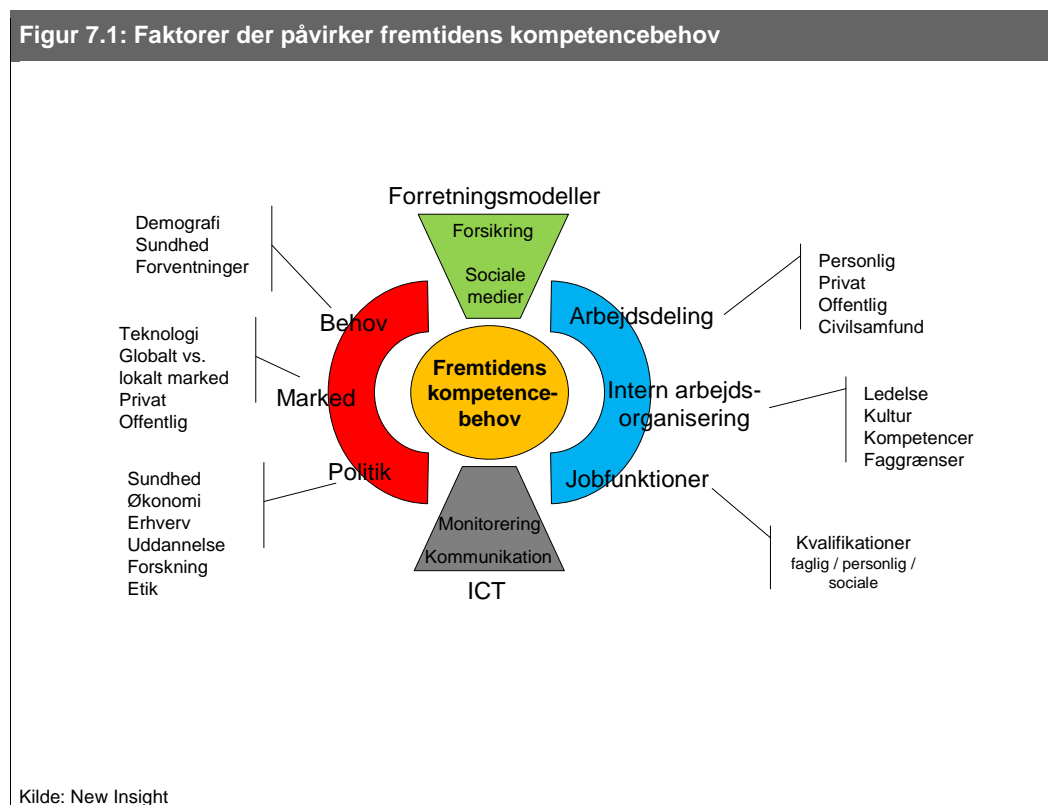 Figur 7.1: Faktorer der påvirker fremtidens kompetencebehov
Forretningsmodeller
Forsikring
Sociale
medier
Demografi
Sundhed
Forventninger
Behov
Teknologi
Globalt vs.
lokalt marked
Privat
Offentlig
Marked
Sundhed
Økonomi
Erhverv
Uddannelse
Forskning
Etik
Politik
Fremtidens
kompetence-
behov
Arbejdsdeling
Personlig
Privat
Offentlig
Civilsamfund
Intern arbejds-
organisering
Ledelse
Kultur
Kompetencer
Faggrænser
Jobfunktioner
Kvalifikationer
faglig / personlig /
sociale
Monitorering
Kommunikation
ICT
Kilde: New Insight